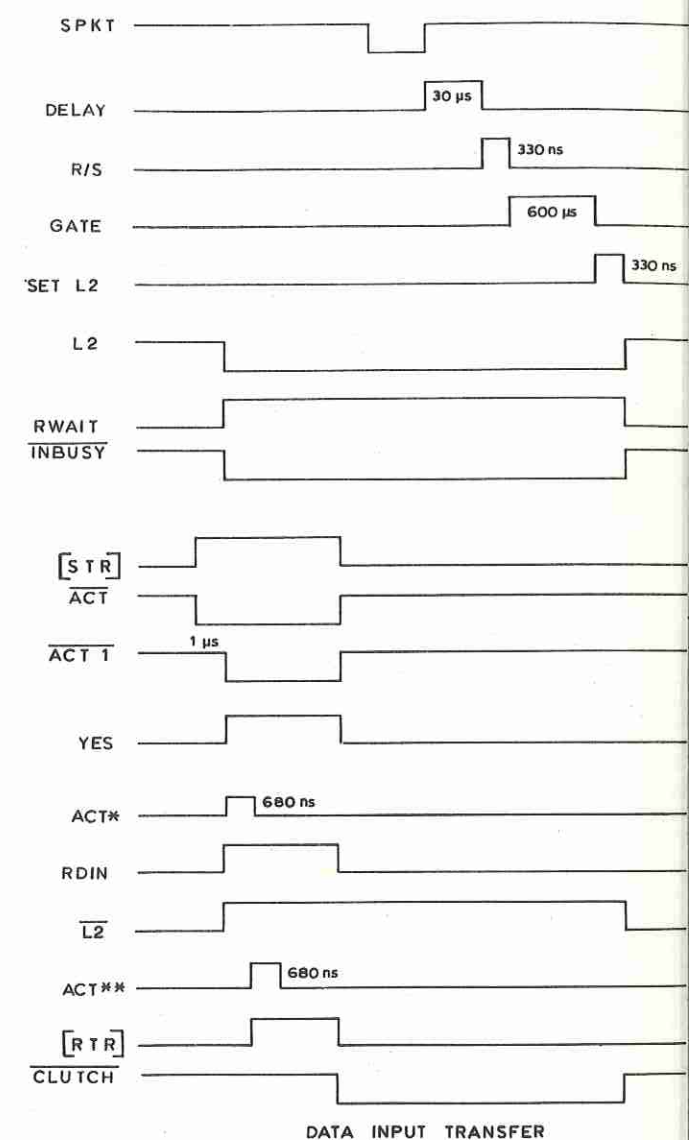 SPKT
DELAY
30 µs
R/S
330 ns
GATE
600 µs
SET L2
330 ns
L2
RWAIT
INBUSY
[STR]
ACT
1 µs
ACT 1
YES
ACT*
680 ns
RDIN
L2
ACT**
680 ns
[RTR]
CLUTCH
DATA INPUT TRANSFER